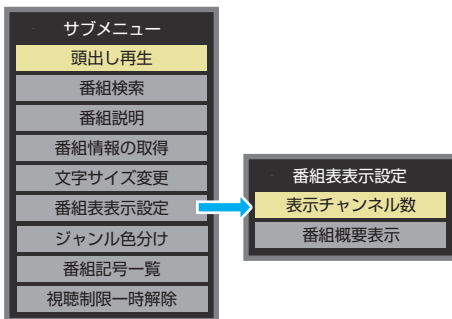 サブメニュー
頭出し再生
番組検索
番組説明
番組情報の取得
文字サイズ変更
番組表表示設定
ジャンル色分け
番組記号一覧
視聴制限一時解除
番組表表示設定
表示チャンネル数
番組概要表示